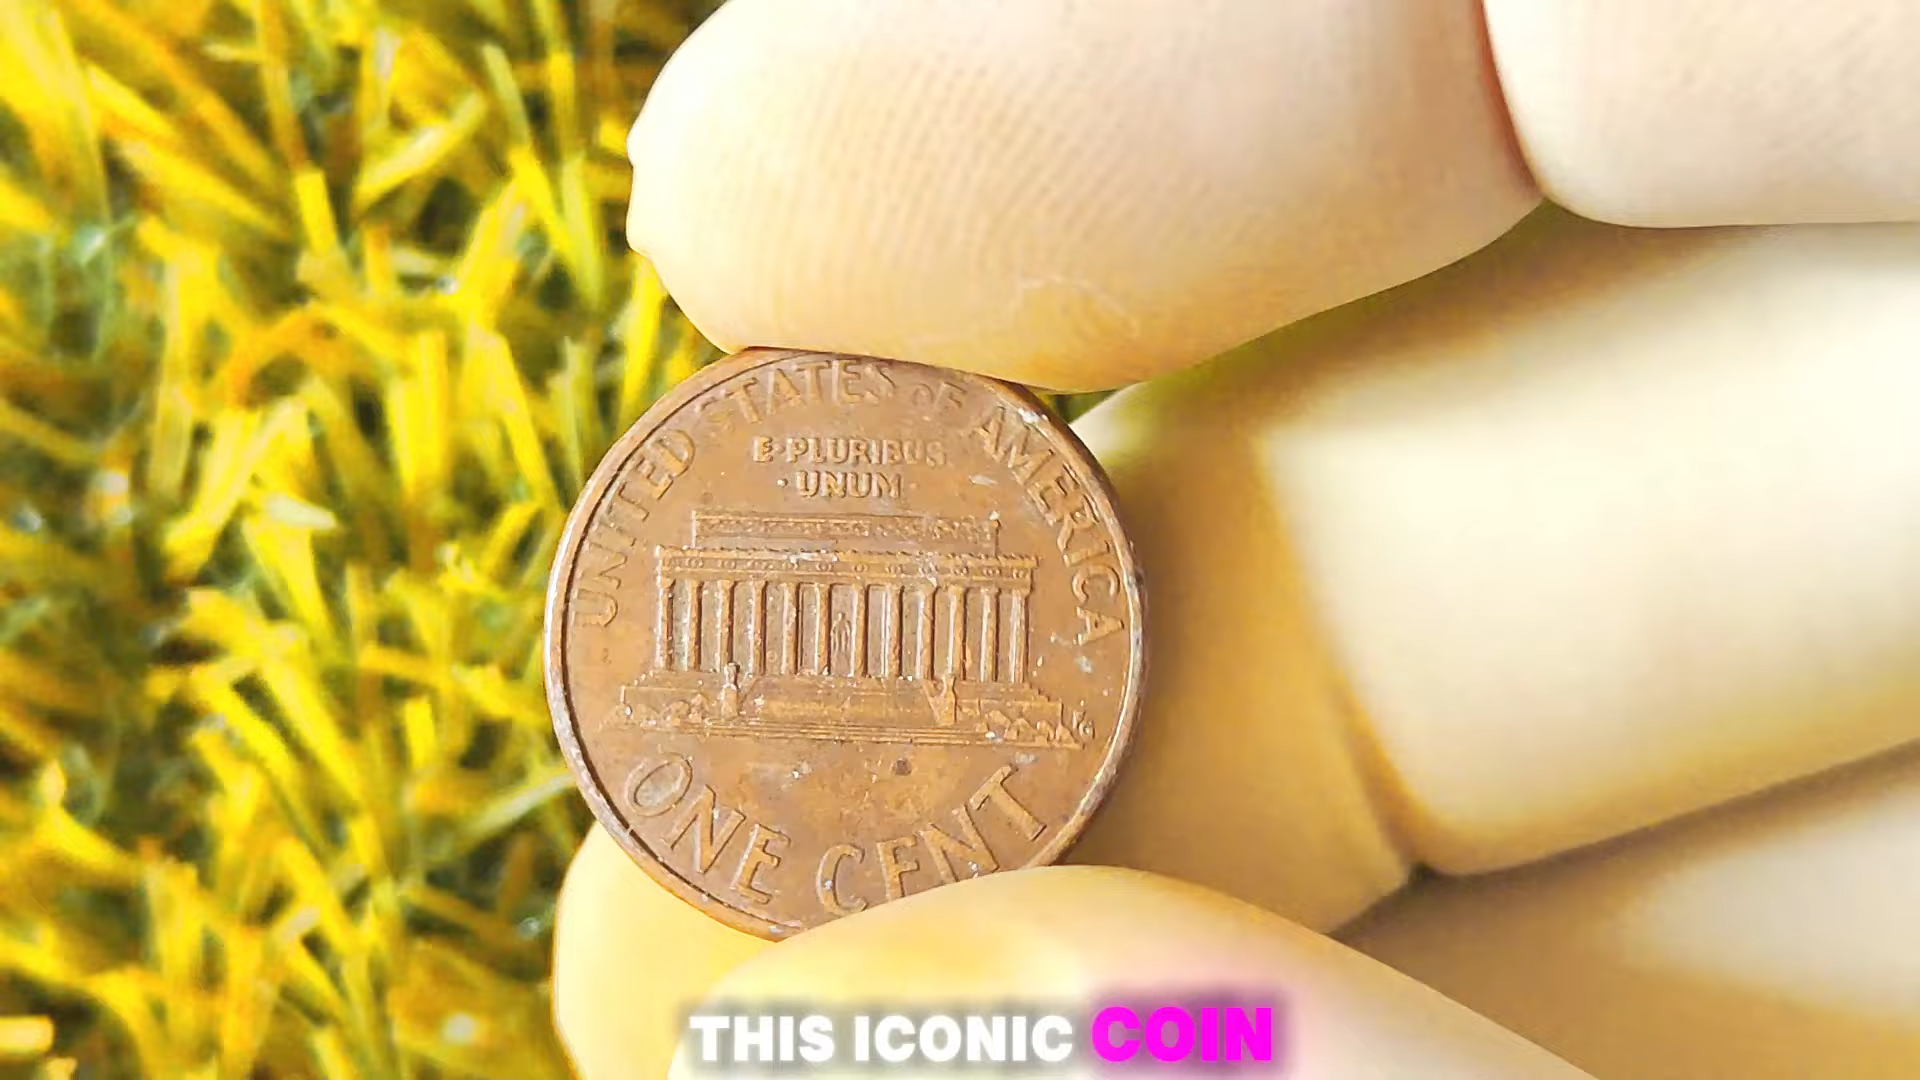 UNITED STATES OF AMERICA
E·PLURIBUS
·UNUM·
ONE CENT
THIS ICONIC COIN